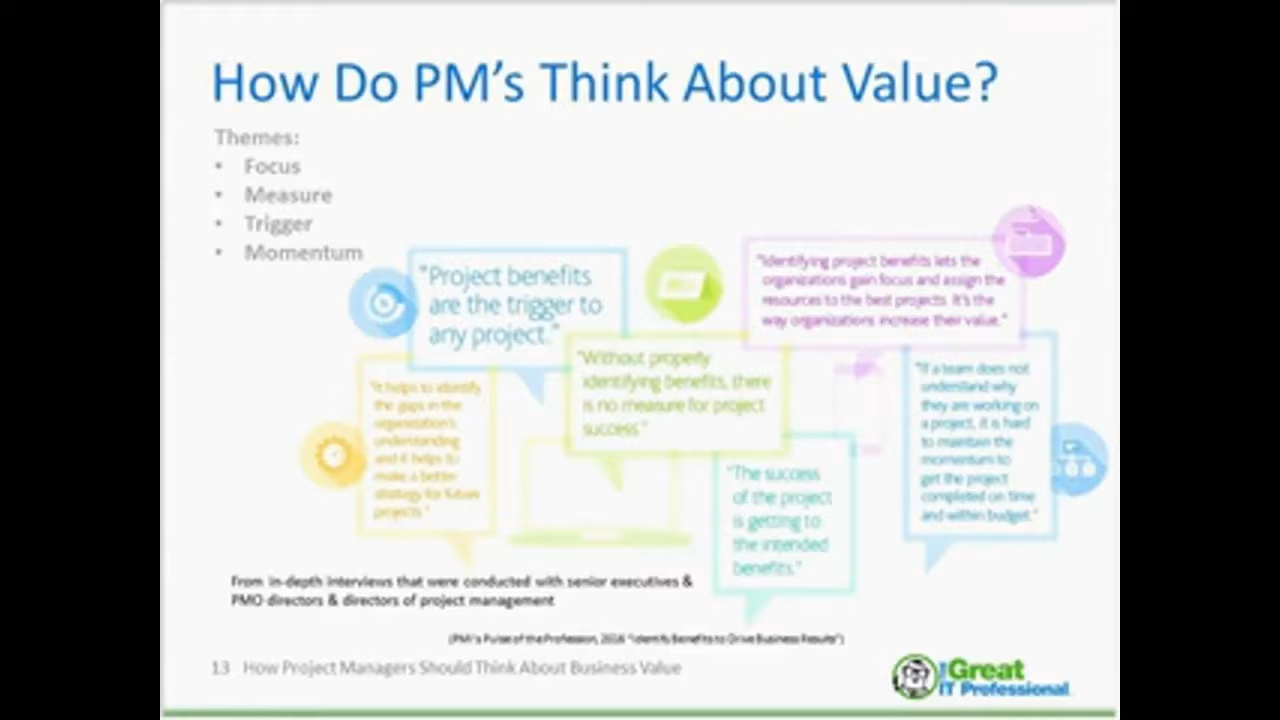 How Do PM's Think About Value?
Themes:
• Focus
• Measure
• Trigger
• Momentum
"Project benefits
are the trigger to
any project."
"Identifying project benefits lets the
organizations gain focus and assign the
resources to the best projects. It's the
way organizations increase their value."
"It helps to identify
the gaps in the
organization's
understanding
and it helps to
make a better
strategy for future
projects."
"Without properly
identifying benefits, there
is no measure for project
success."
"The success
of the project
is getting to
the intended
benefits."
"If a team does not
understand why
they are working on
a project, it is hard
to maintain the
momentum to
get the project
completed on time
and within budget."
From in-depth interviews that were conducted with senior executives &
PMO directors & directors of project management
(PMI's Pulse of the Profession, 2016 "Identify Benefits to Drive Business Results")
13 How Project Managers Should Think About Business Value
THE Great
IT Professional